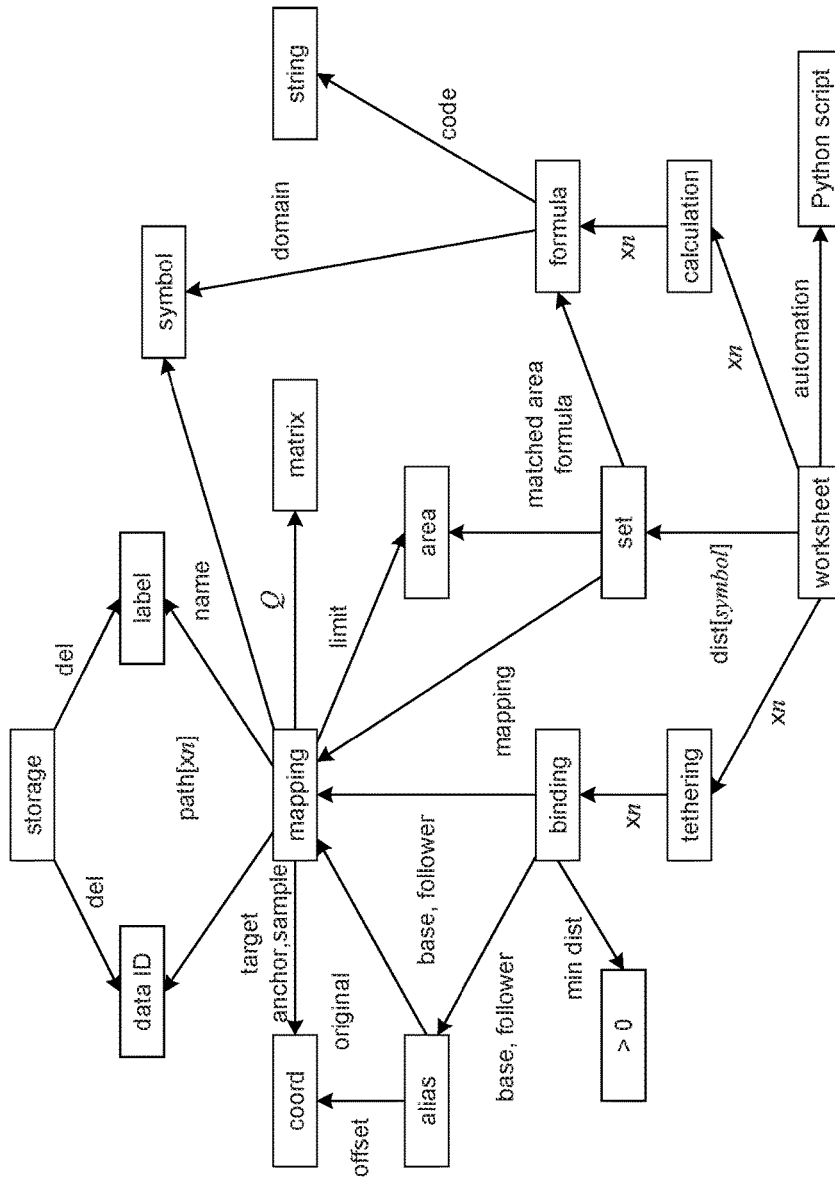 storage
del
del
data ID
label
path[xn]
name
symbol
string
coord
target
anchor,sample
mapping
Q
matrix
domain
code
offset
original
limit
alias
base, follower
mapping
area
matched area
formula
formula
base, follower
binding
set
xn
min dist
xn
dist[symbol]
calculation
> 0
tethering
xn
xn
worksheet
automation
Python script